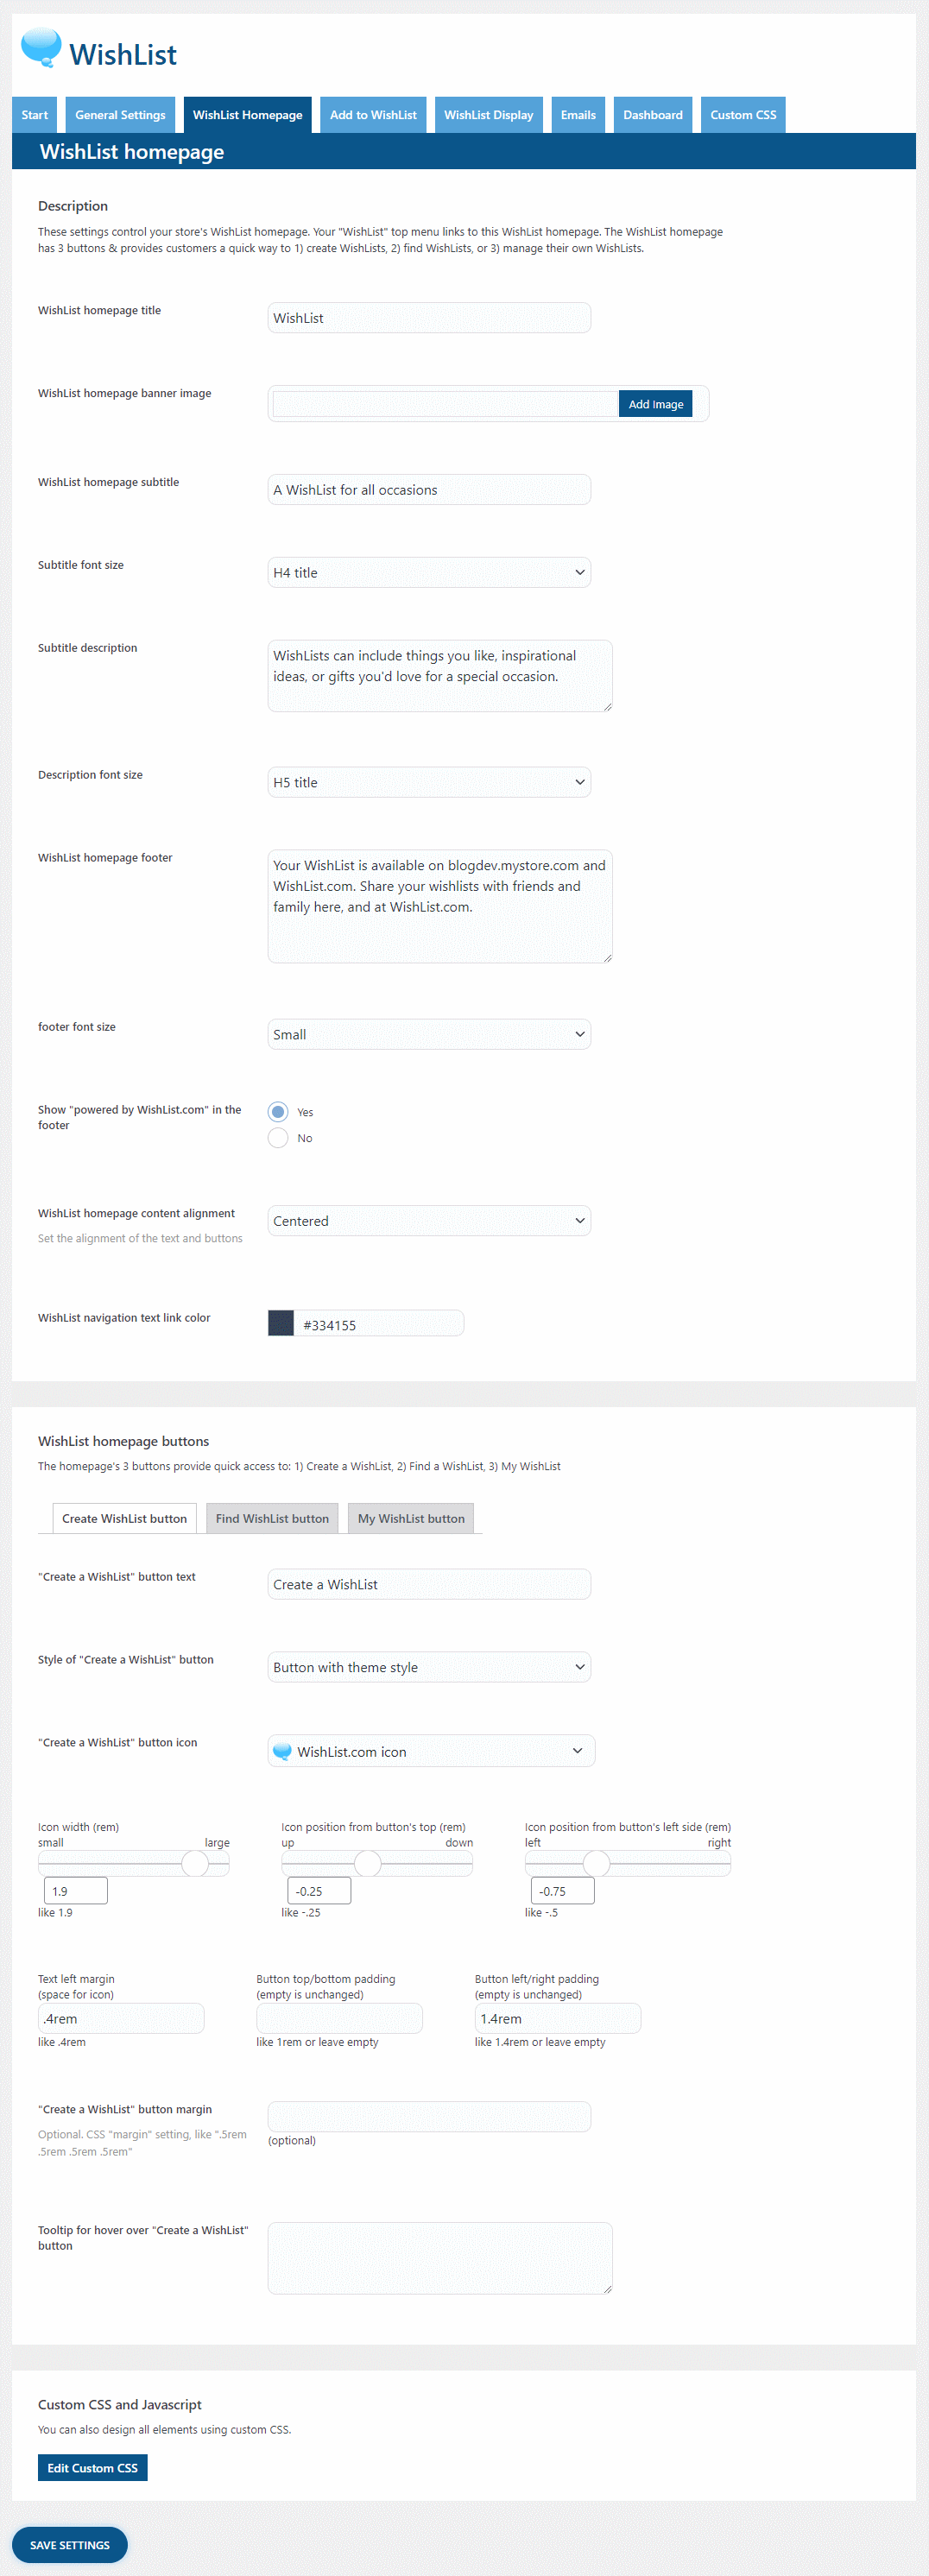 WishList
Start General Settings WishList Homepage Add to WishList WishList Display Emails Dashboard Custom CSS
WishList homepage
Description
These settings control your store's WishList homepage. Your "WishList" top menu links to this WishList homepage. The WishList homepage
has 3 buttons & provides customers a quick way to 1) create WishLists, 2) find WishLists, or 3) manage their own WishLists.
WishList homepage title
WishList
WishList homepage banner image
Add Image
WishList homepage subtitle
A WishList for all occasions
Subtitle font size
H4 title
Subtitle description
WishLists can include things you like, inspirational
ideas, or gifts you'd love for a special occasion.
Description font size
H5 title
WishList homepage footer
Your WishList is available on blogdev.mystore.com and
WishList.com. Share your wishlists with friends and
family here, and at WishList.com.
footer font size
Small
Show "powered by WishList.com" in the
footer
Yes
No
WishList homepage content alignment
Set the alignment of the text and buttons
Centered
WishList navigation text link color
#334155
WishList homepage buttons
The homepage's 3 buttons provide quick access to: 1) Create a WishList, 2) Find a WishList, 3) My WishList
Create WishList button Find WishList button My WishList button
"Create a WishList" button text
Create a WishList
Style of "Create a WishList" button
Button with theme style
"Create a WishList" button icon
WishList.com icon
Icon width (rem)
small large
1.9
like 1.9
Icon position from button's top (rem)
up down
-0.25
like -.25
Icon position from button's left side (rem)
left right
-0.75
like -.5
Text left margin
(space for icon)
.4rem
like .4rem
Button top/bottom padding
(empty is unchanged)
like 1rem or leave empty
Button left/right padding
(empty is unchanged)
1.4rem
like 1.4rem or leave empty
"Create a WishList" button margin
Optional. CSS "margin" setting, like ".5rem
.5rem .5rem .5rem"
(optional)
Tooltip for hover over "Create a WishList"
button
Custom CSS and Javascript
You can also design all elements using custom CSS.
Edit Custom CSS
SAVE SETTINGS